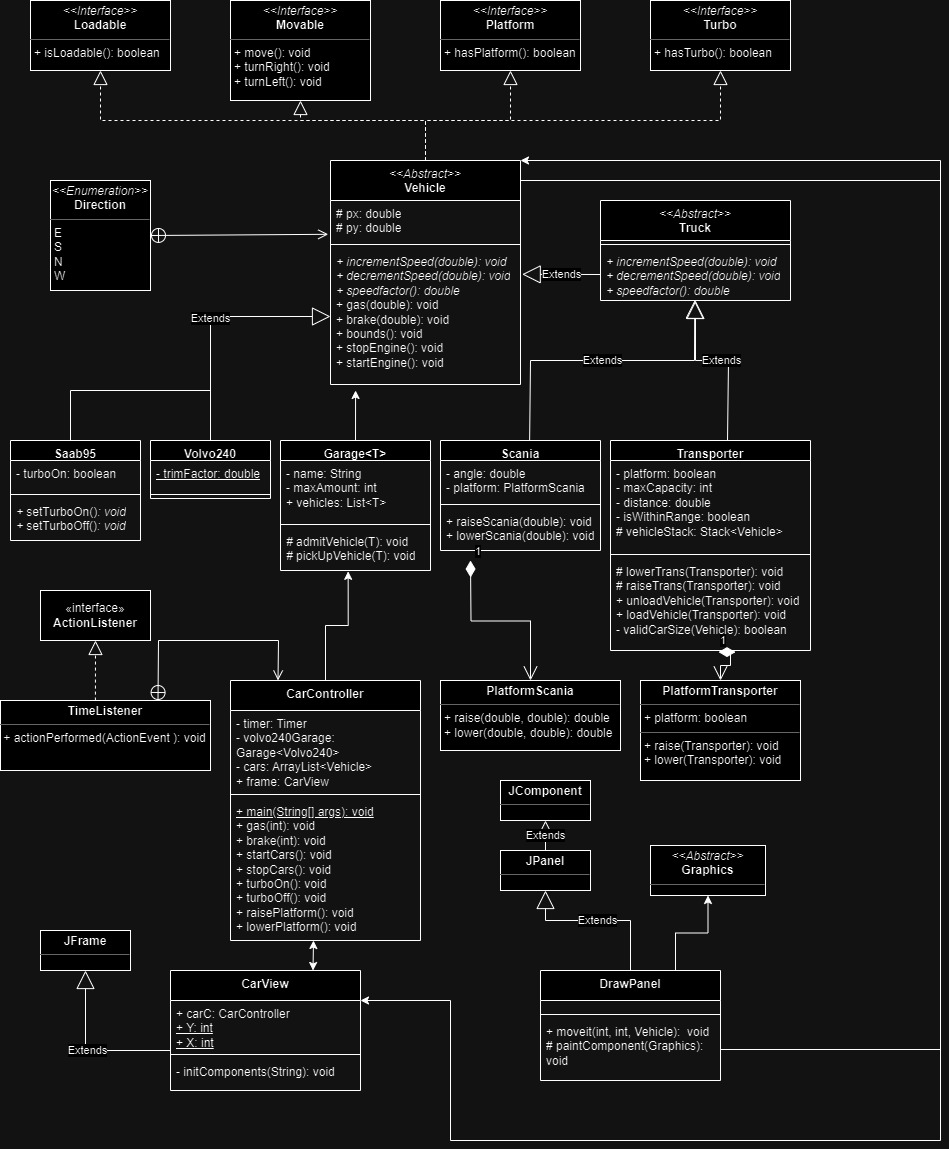 <<Interface>>
Loadable
+ isLoadable(): boolean
<<Interface>>
Movable
+ move(): void
+ turnRight(): void
+ turnLeft(): void
<<Interface>>
Platform
+ hasPlatform(): boolean
<<Interface>>
Turbo
+ hasTurbo(): boolean
<<Enumeration>>
Direction
E
S
N
W
<<Abstract>>
Vehicle
# px: double
# py: double
+ incrementSpeed(double): void
+ decrementSpeed(double): void
+ speedfactor(): double
+ gas(double): void
+ brake(double): void
+ bounds(): void
+ stopEngine(): void
+ startEngine(): void
<<Abstract>>
Truck
+ incrementSpeed(double): void
+ decrementSpeed(double): void
+ speedfactor(): double
Extends
Extends
Extends
Extends
Saab95
- turboOn: boolean
+ setTurboOn(): void
+ setTurboOff(): void
Volvo240
- trimFactor: double
Garage<T>
- name: String
- maxAmount: int
+ vehicles: List<T>
# admitVehicle(T): void
# pickUpVehicle(T): void
Scania
- angle: double
- platform: PlatformScania
+ raiseScania(double): void
+ lowerScania(double): void
1
Transporter
- platform: boolean
- maxCapacity: int
- distance: double
- isWithinRange: boolean
# vehicleStack: Stack<Vehicle>
# lowerTrans(Transporter): void
# raiseTrans(Transporter): void
+ unloadVehicle(Transporter): void
+ loadVehicle(Transporter): void
- validCarSize(Vehicle): boolean
1
«interface»
ActionListener
TimeListener
+ actionPerformed(ActionEvent ): void
CarController
- timer: Timer
- volvo240Garage:
Garage<Volvo240>
- cars: ArrayList<Vehicle>
+ frame: CarView
+ main(String[] args): void
+ gas(int): void
+ brake(int): void
+ startCars(): void
+ stopCars(): void
+ turboOn(): void
+ turboOff(): void
+ raisePlatform(): void
+ lowerPlatform(): void
PlatformScania
+ raise(double, double): double
+ lower(double, double): double
PlatformTransporter
+ platform: boolean
+ raise(Transporter): void
+ lower(Transporter): void
JComponent
Extends
JPanel
<<Abstract>>
Graphics
Extends
JFrame
Extends
CarView
+ carC: CarController
+ Y: int
+ X: int
- initComponents(String): void
DrawPanel
+ moveit(int, int, Vehicle): void
# paintComponent(Graphics):
void